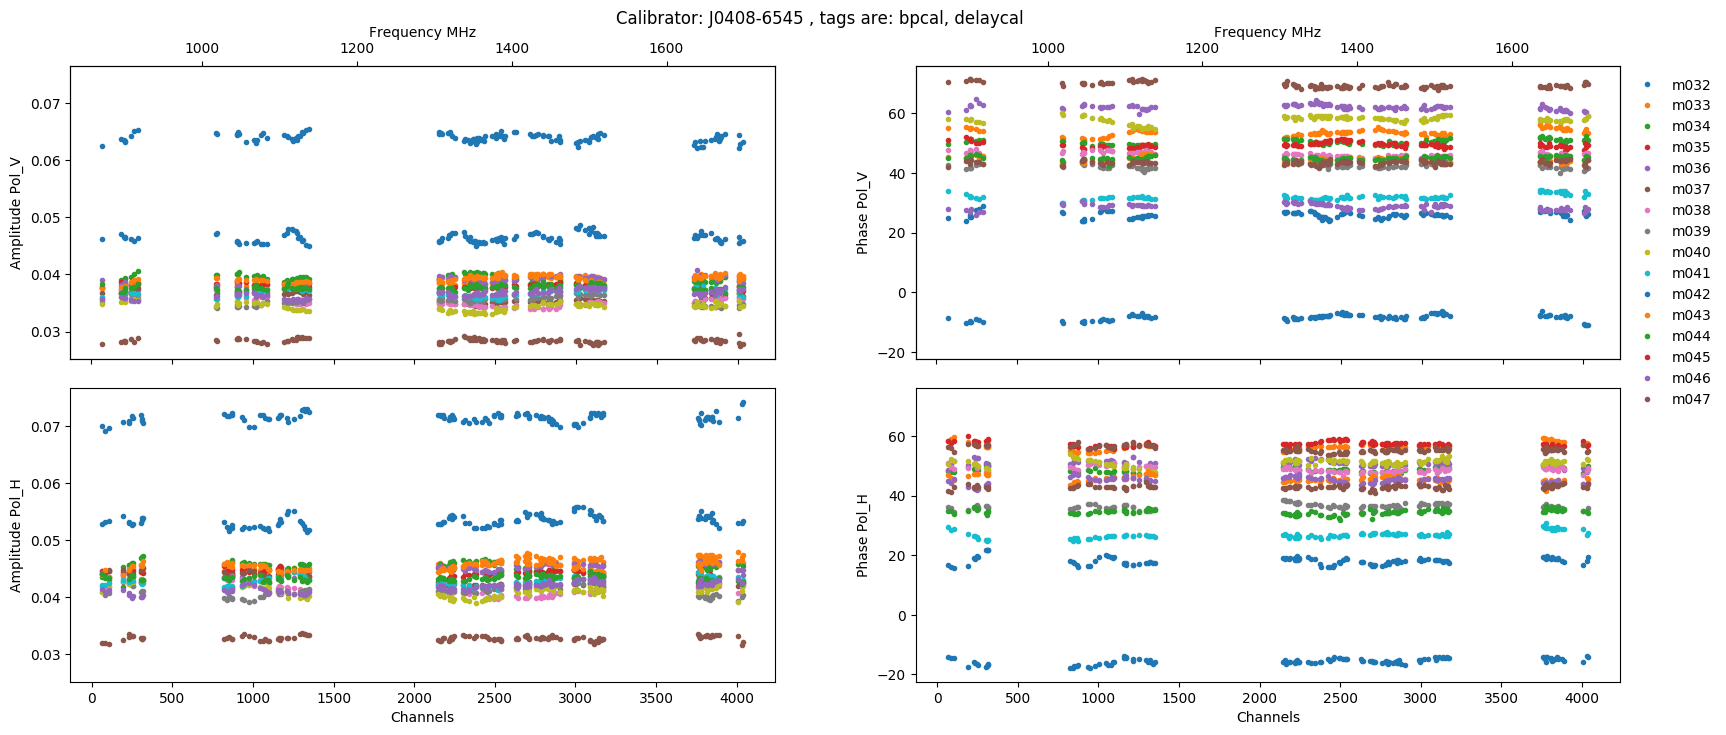 Calibrator: J0408-6545 , tags are: bpcal, delaycal
Frequency MHz
1000 1200 1400 1600
Amplitude Pol_V
0.07
0.06
0.05
0.04
0.03
Frequency MHz
1000 1200 1400 1600
Phase Pol_V
60
40
20
0
−20
m032
m033
m034
m035
m036
m037
m038
m039
m040
m041
m042
m043
m044
m045
m046
m047
Amplitude Pol_H
0.07
0.06
0.05
0.04
0.03
0 500 1000 1500 2000 2500 3000 3500 4000
Channels
Phase Pol_H
60
40
20
0
−20
0 500 1000 1500 2000 2500 3000 3500 4000
Channels